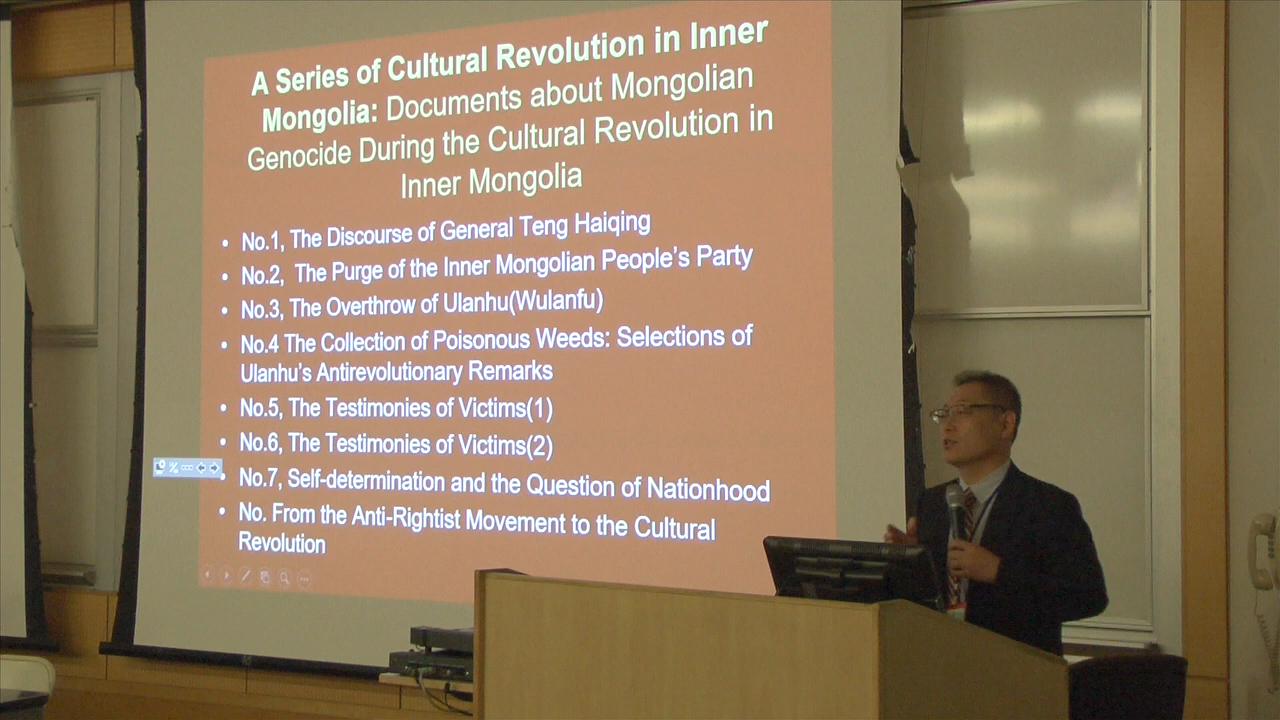 A Series of Cultural Revolution in Inner
Mongolia: Documents about Mongolian
Genocide During the Cultural Revolution in
Inner Mongolia
• No.1, The Discourse of General Teng Haiqing
• No.2, The Purge of the Inner Mongolian People's Party
• No.3, The Overthrow of Ulanhu(Wulanfu)
• No.4 The Collection of Poisonous Weeds: Selections of
Ulanhu's Antirevolutionary Remarks
• No.5, The Testimonies of Victims(1)
• No.6, The Testimonies of Victims(2)
• No.7, Self-determination and the Question of Nationhood
• No. From the Anti-Rightist Movement to the Cultural
Revolution